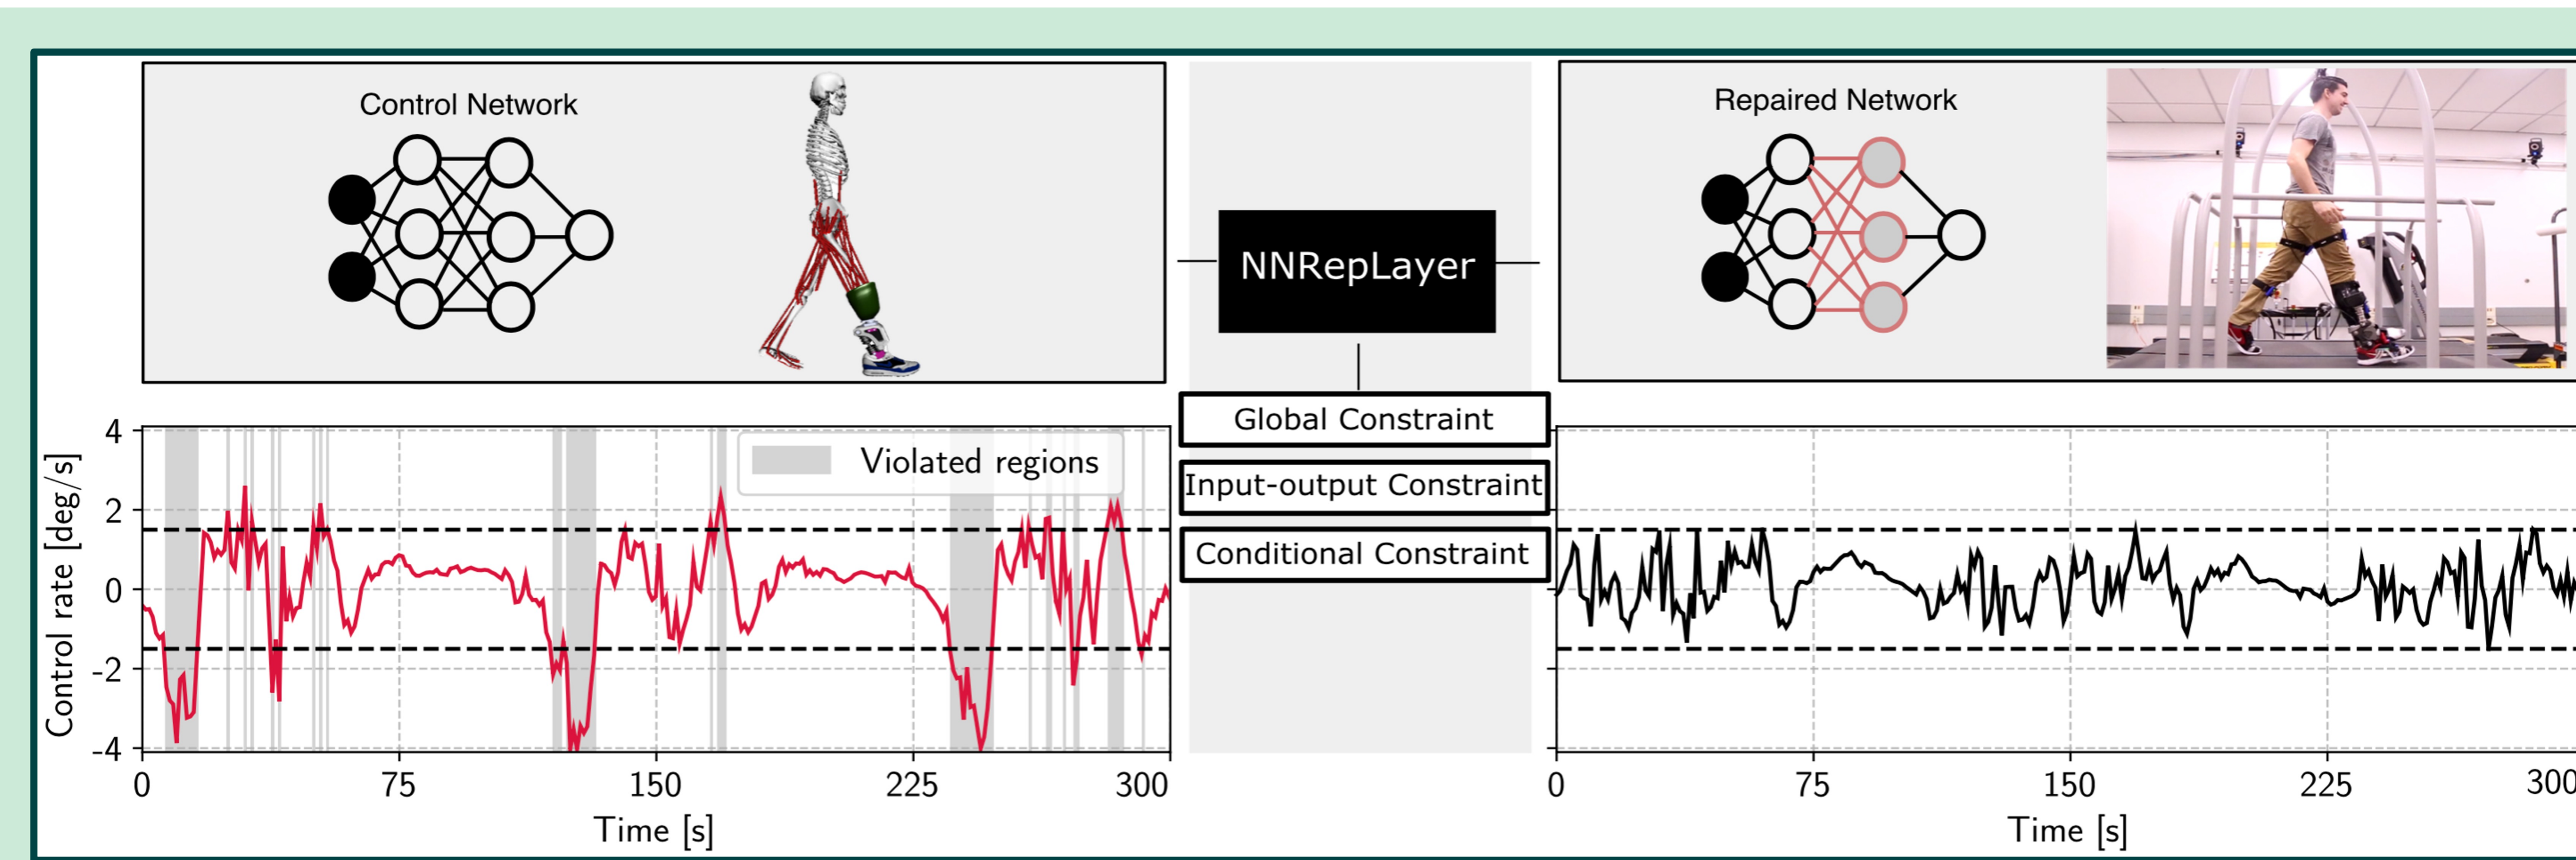 Control Network
NNRepLayer
Repaired Network
Global Constraint
Input-output Constraint
Conditional Constraint
Control rate [deg/s]
4
2
0
-2
-4
Violated regions
0 75 150 225 300
Time [s]
0 75 150 225 300
Time [s]